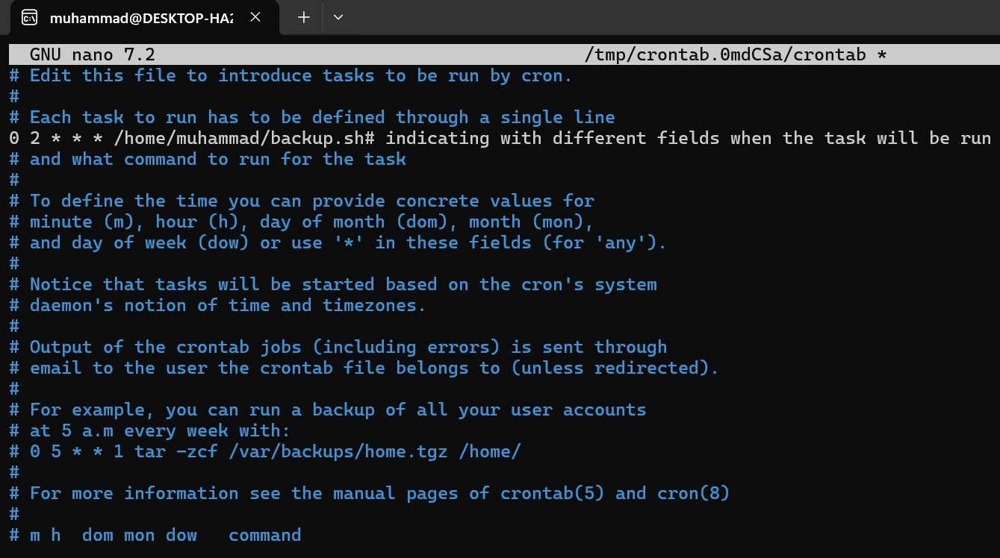 muhammad@DESKTOP-HA2
GNU nano 7.2 /tmp/crontab.0mdCSa/crontab *
# Edit this file to introduce tasks to be run by cron.
#
# Each task to run has to be defined through a single line
0 2 * * * /home/muhammad/backup.sh# indicating with different fields when the task will be run
# and what command to run for the task
#
# To define the time you can provide concrete values for
# minute (m), hour (h), day of month (dom), month (mon),
# and day of week (dow) or use '*' in these fields (for 'any').
#
# Notice that tasks will be started based on the cron's system
# daemon's notion of time and timezones.
#
# Output of the crontab jobs (including errors) is sent through
# email to the user the crontab file belongs to (unless redirected).
#
# For example, you can run a backup of all your user accounts
# at 5 a.m every week with:
# 0 5 * * 1 tar -zcf /var/backups/home.tgz /home/
#
# For more information see the manual pages of crontab(5) and cron(8)
#
# m h  dom mon dow   command